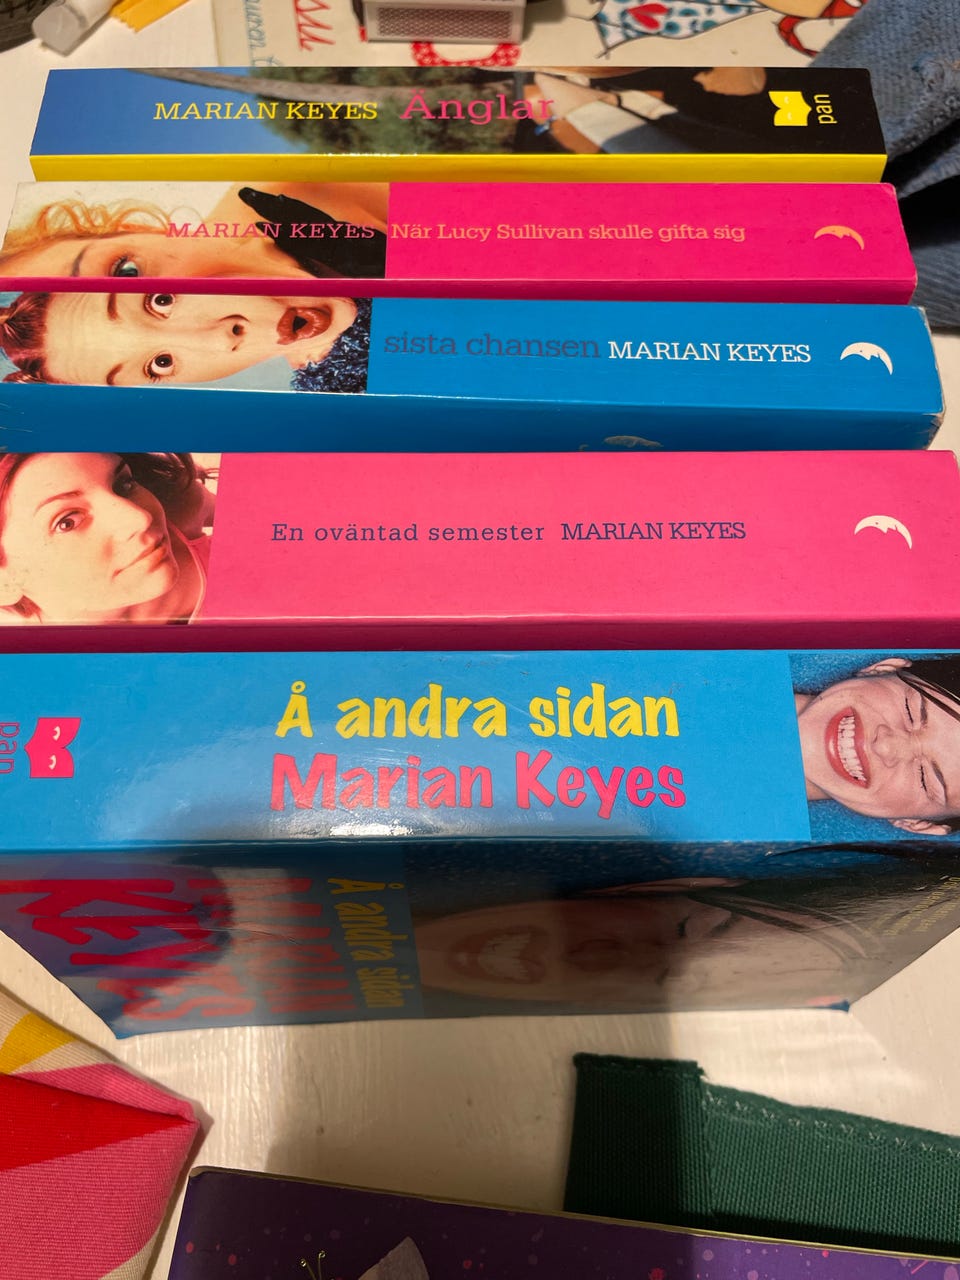 MARIAN KEYES Änglar pan
MARIAN KEYES När Lucy Sullivan skulle gifta sig
sista chansen MARIAN KEYES
En oväntad semester MARIAN KEYES
Å andra sidan
Marian Keyes
pan
MARIAN
KEYES
Å andra sidan